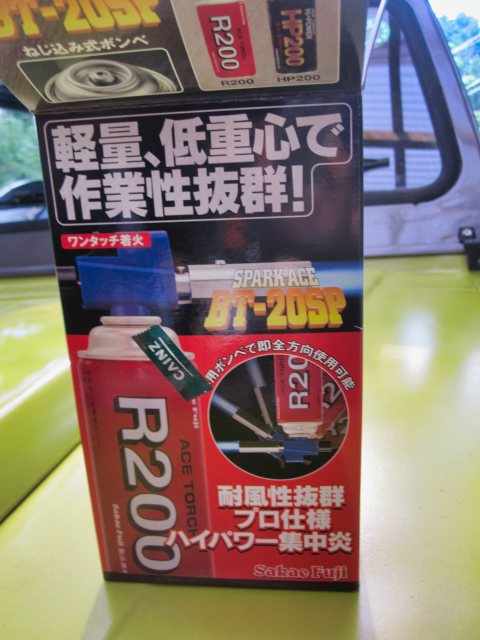 BT-20SP
ねじ込み式ボンベ
R200
R200
HP200
HP200
軽量、低重心で
作業性抜群!
ワンタッチ着火
SPARK ACE
BT-20SP
CAINZ
用ボンベで即全方向使用可能
R20
R200
ACE TORCH
耐風性抜群
プロ仕様
ハイパワー集中炎
Sakae Fuji
Sakae Fuji